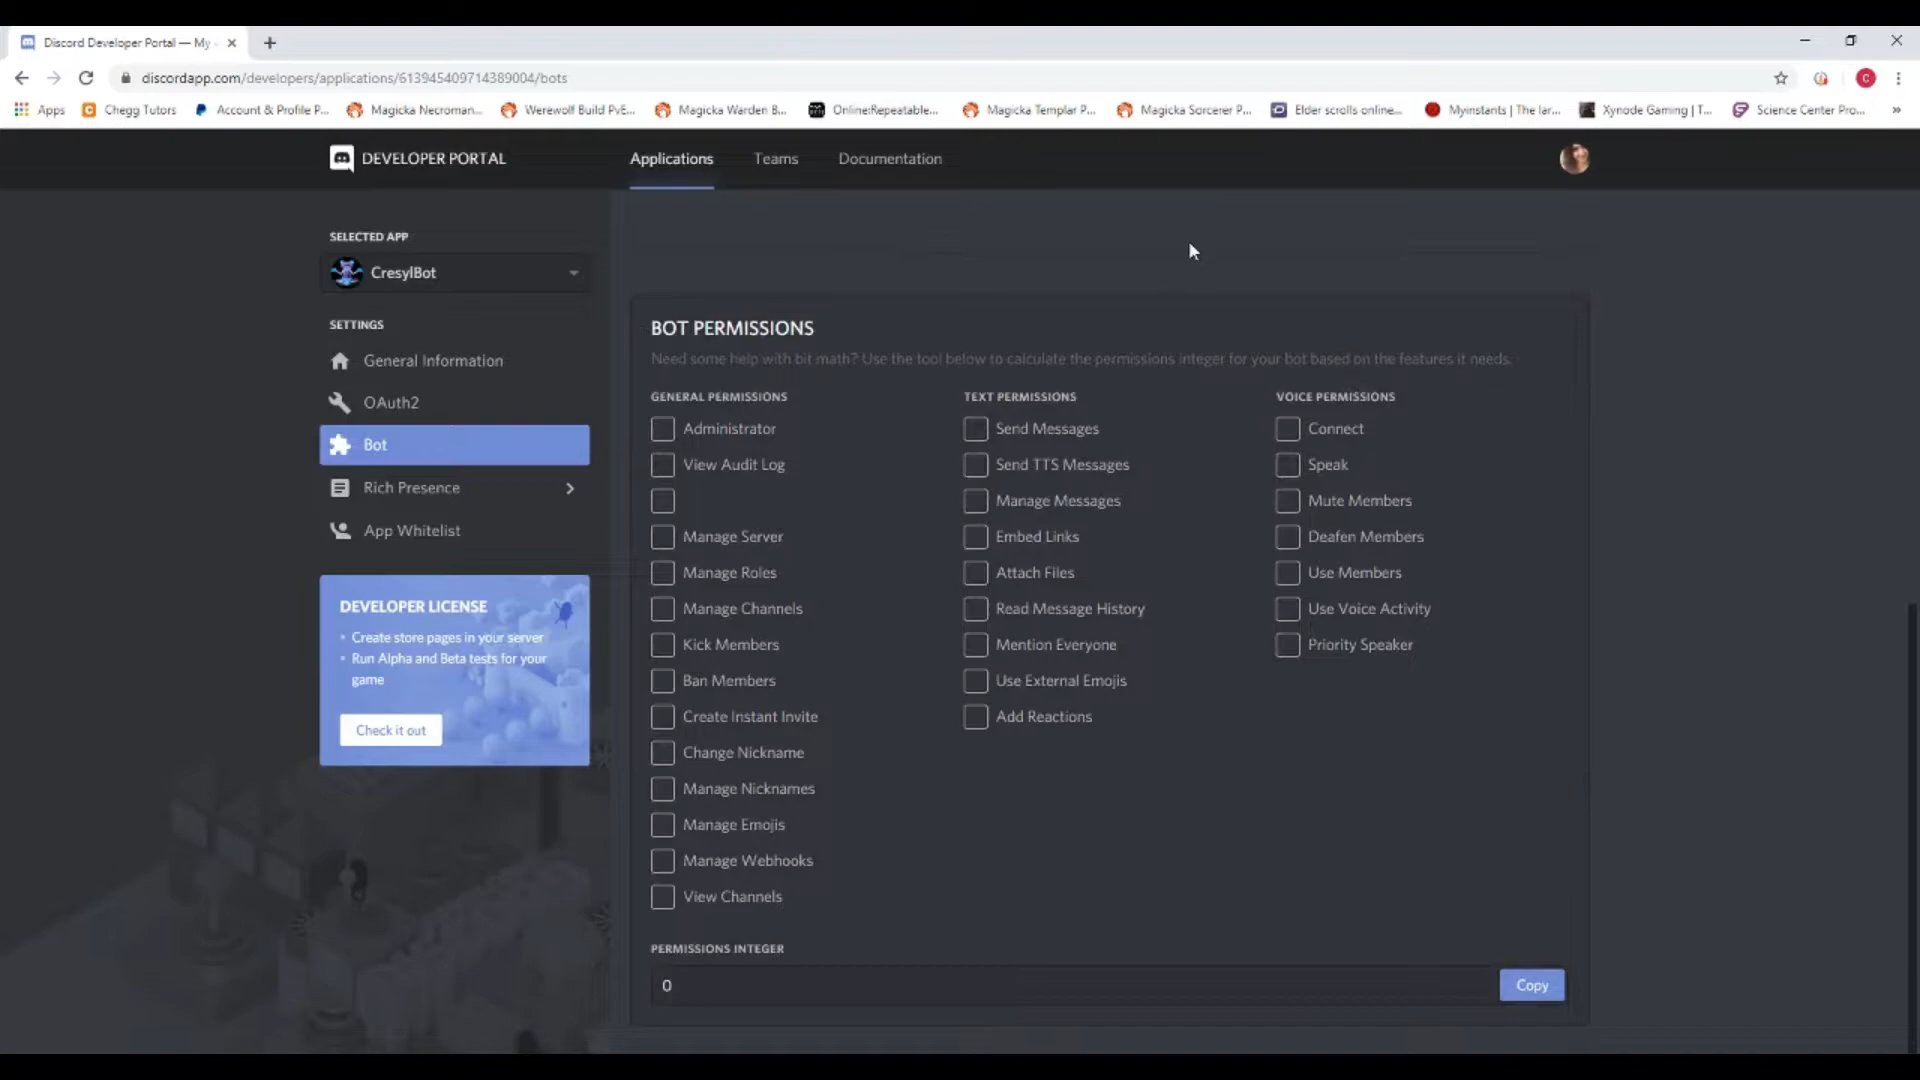 Discord Developer Portal — My
discordapp.com/developers/applications/613945409714389004/bots
C
Apps
Chegg Tutors
Account & Profile P...
Magicka Necroman...
Werewolf Build PvE...
Magicka Warden B...
Online:Repeatable...
Magicka Templar P...
Magicka Sorcerer P...
Elder scrolls online...
Myinstants | The lar...
Xynode Gaming | T...
Science Center Pro...
»
DEVELOPER PORTAL
Applications
Teams
Documentation
SELECTED APP
CresylBot
SETTINGS
General Information
OAuth2
Bot
Rich Presence
App Whitelist
DEVELOPER LICENSE
• Create store pages in your server
• Run Alpha and Beta tests for your
game
Check it out
BOT PERMISSIONS
Need some help with bit math? Use the tool below to calculate the permissions integer for your bot based on the features it needs.
GENERAL PERMISSIONS
Administrator
View Audit Log
Manage Server
Manage Roles
Manage Channels
Kick Members
Ban Members
Create Instant Invite
Change Nickname
Manage Nicknames
Manage Emojis
Manage Webhooks
View Channels
TEXT PERMISSIONS
Send Messages
Send TTS Messages
Manage Messages
Embed Links
Attach Files
Read Message History
Mention Everyone
Use External Emojis
Add Reactions
VOICE PERMISSIONS
Connect
Speak
Mute Members
Deafen Members
Use Members
Use Voice Activity
Priority Speaker
PERMISSIONS INTEGER
0
Copy